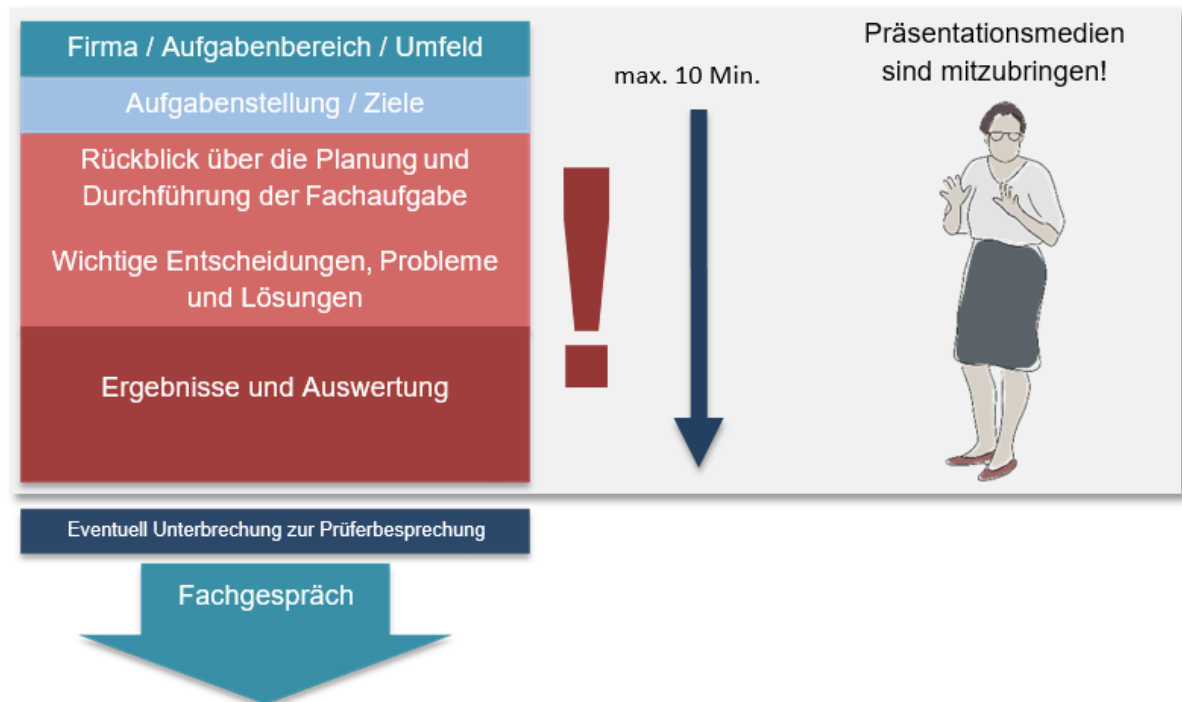 Firma / Aufgabenbereich / Umfeld
Aufgabenstellung / Ziele
Rückblick über die Planung und
Durchführung der Fachaufgabe
Wichtige Entscheidungen, Probleme
und Lösungen
Ergebnisse und Auswertung
max. 10 Min.
Präsentationsmedien
sind mitzubringen!
Eventuell Unterbrechung zur Prüferbesprechung
Fachgespräch